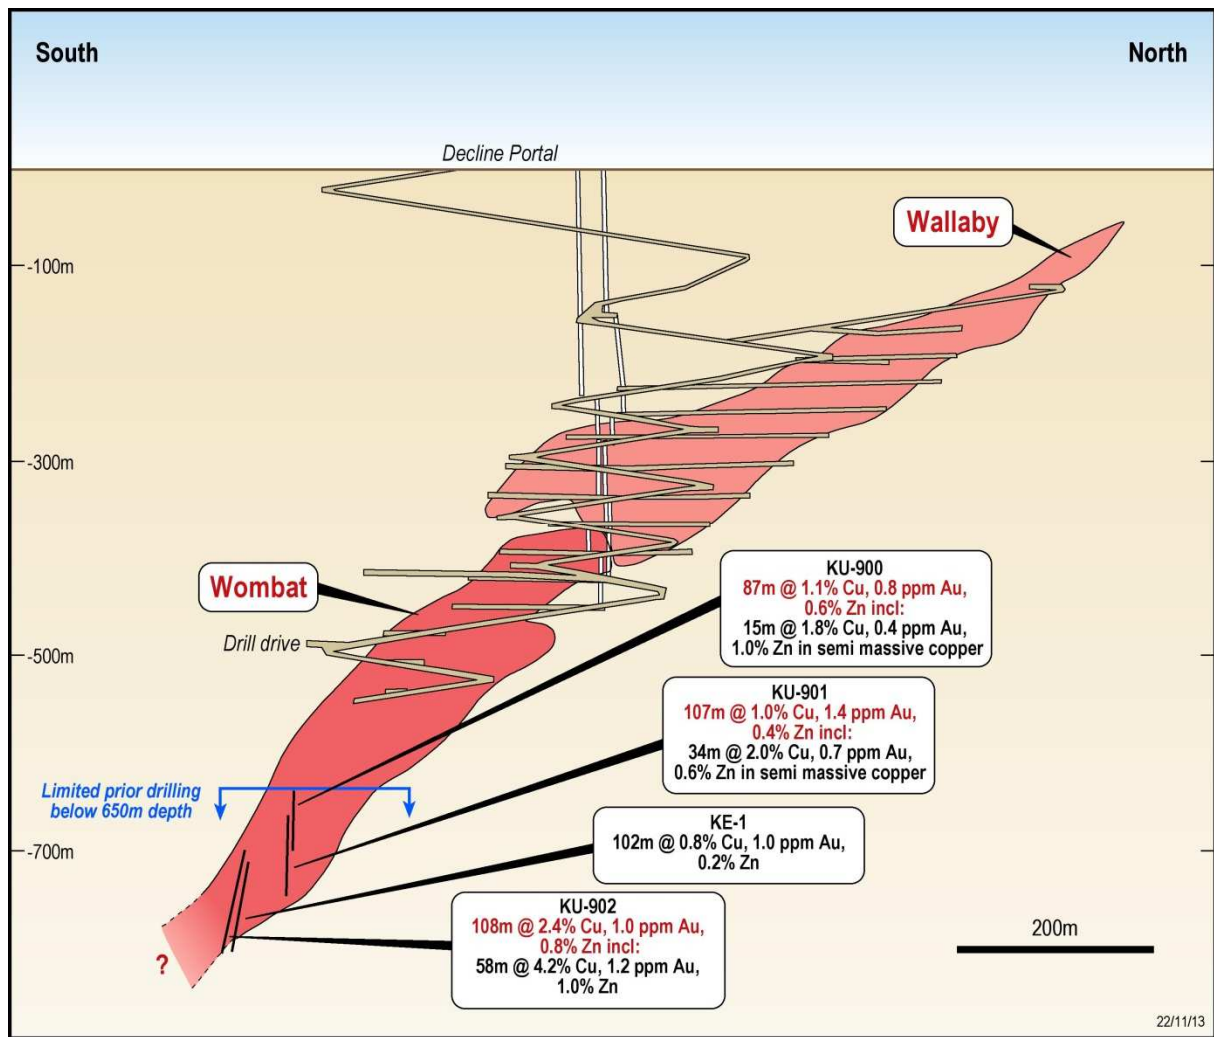 South
North
Decline Portal
Wallaby
-100m
-300m
Wombat
KU-900
87m @ 1.1% Cu, 0.8 ppm Au,
0.6% Zn incl:
15m @ 1.8% Cu, 0.4 ppm Au,
1.0% Zn in semi massive copper
Drill drive
-500m
KU-901
107m @ 1.0% Cu, 1.4 ppm Au,
0.4% Zn incl:
34m @ 2.0% Cu, 0.7 ppm Au,
0.6% Zn in semi massive copper
Limited prior drilling
below 650m depth
KE-1
102m @ 0.8% Cu, 1.0 ppm Au,
0.2% Zn
-700m
KU-902
108m @ 2.4% Cu, 1.0 ppm Au,
0.8% Zn incl:
58m @ 4.2% Cu, 1.2 ppm Au,
1.0% Zn
?
200m
22/11/13